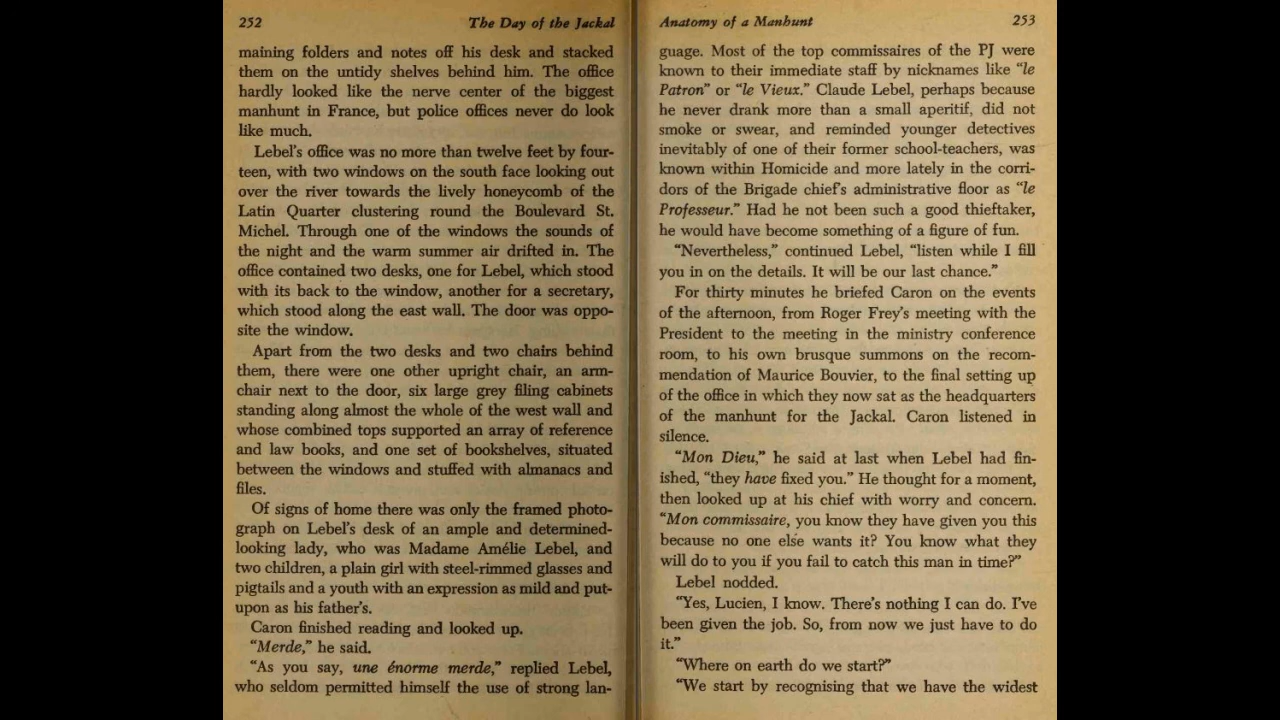 252
The Day of the Jackal
maining folders and notes off his desk and stacked
them on the untidy shelves behind him. The office
hardly looked like the nerve center of the biggest
manhunt in France, but police offices never do look
like much.
Lebel's office was no more than twelve feet by four-
teen, with two windows on the south face looking out
over the river towards the lively honeycomb of the
Latin Quarter clustering round the Boulevard St.
Michel. Through one of the windows the sounds of
the night and the warm summer air drifted in. The
office contained two desks, one for Lebel, which stood
with its back to the window, another for a secretary,
which stood along the east wall. The door was oppo-
site the window.
Apart from the two desks and two chairs behind
them, there were one other upright chair, an arm-
chair next to the door, six large grey filing cabinets
standing along almost the whole of the west wall and
whose combined tops supported an array of reference
and law books, and one set of bookshelves, situated
between the windows and stuffed with almanacs and
files.
Of signs of home there was only the framed photo-
graph on Lebel's desk of an ample and determined-
looking lady, who was Madame Amélie Lebel, and
two children, a plain girl with steel-rimmed glasses and
pigtails and a youth with an expression as mild and put-
upon as his father's.
Caron finished reading and looked up.
"Merde," he said.
"As you say, une énorme merde," replied Lebel,
who seldom permitted himself the use of strong lan-
Anatomy of a Manhunt
253
guage. Most of the top commissaires of the PJ were
known to their immediate staff by nicknames like "le
Patron" or "le Vieux." Claude Lebel, perhaps because
he never drank more than a small aperitif, did not
smoke or swear, and reminded younger detectives
inevitably of one of their former school-teachers, was
known within Homicide and more lately in the corri-
dors of the Brigade chief's administrative floor as "le
Professeur." Had he not been such a good thieftaker,
he would have become something of a figure of fun.
"Nevertheless," continued Lebel, "listen while I fill
you in on the details. It will be our last chance."
For thirty minutes he briefed Caron on the events
of the afternoon, from Roger Frey's meeting with the
President to the meeting in the ministry conference
room, to his own brusque summons on the recom-
mendation of Maurice Bouvier, to the final setting up
of the office in which they now sat as the headquarters
of the manhunt for the Jackal. Caron listened in
silence.
"Mon Dieu," he said at last when Lebel had fin-
ished, "they have fixed you." He thought for a moment,
then looked up at his chief with worry and concern.
"Mon commissaire, you know they have given you this
because no one else wants it? You know what they
will do to you if you fail to catch this man in time?"
Lebel nodded.
"Yes, Lucien, I know. There's nothing I can do. I've
been given the job. So, from now we just have to do
it."
"Where on earth do we start?"
"We start by recognising that we have the widest